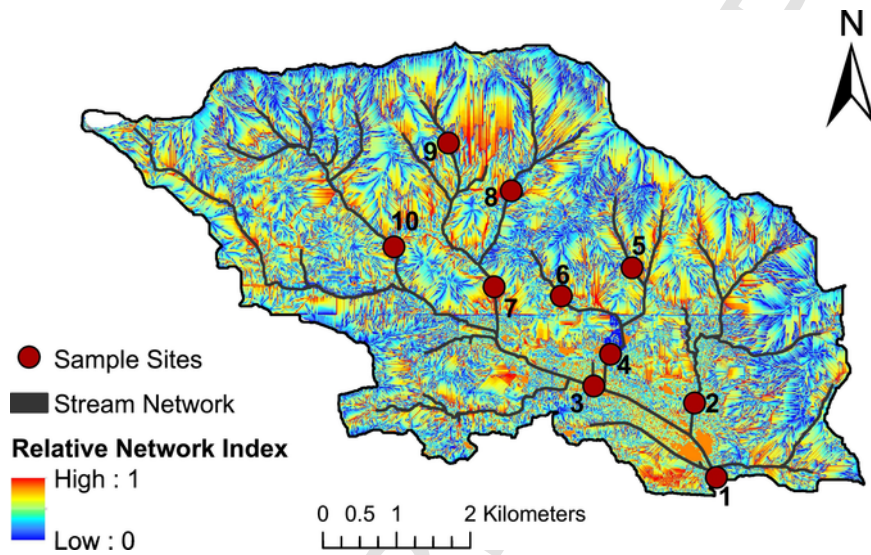 N
9
8
10
5
6
7
4
3
2
1
Sample Sites
Stream Network
Relative Network Index
High : 1
Low : 0
0 0.5 1 2 Kilometers